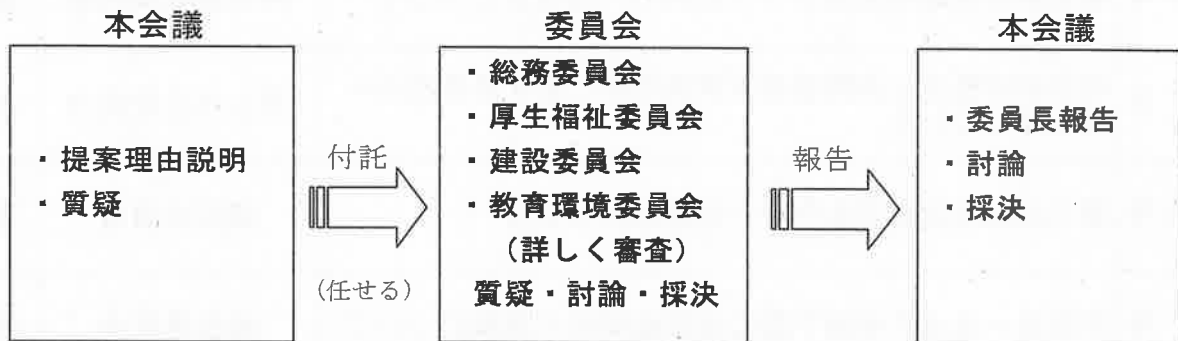 本会議
・提案理由説明
・質疑
付託
(任せる)
委員会
・総務委員会
・厚生福祉委員会
・建設委員会
・教育環境委員会
（詳しく審査）
質疑・討論・採決
報告
本会議
・委員長報告
・討論
・採決